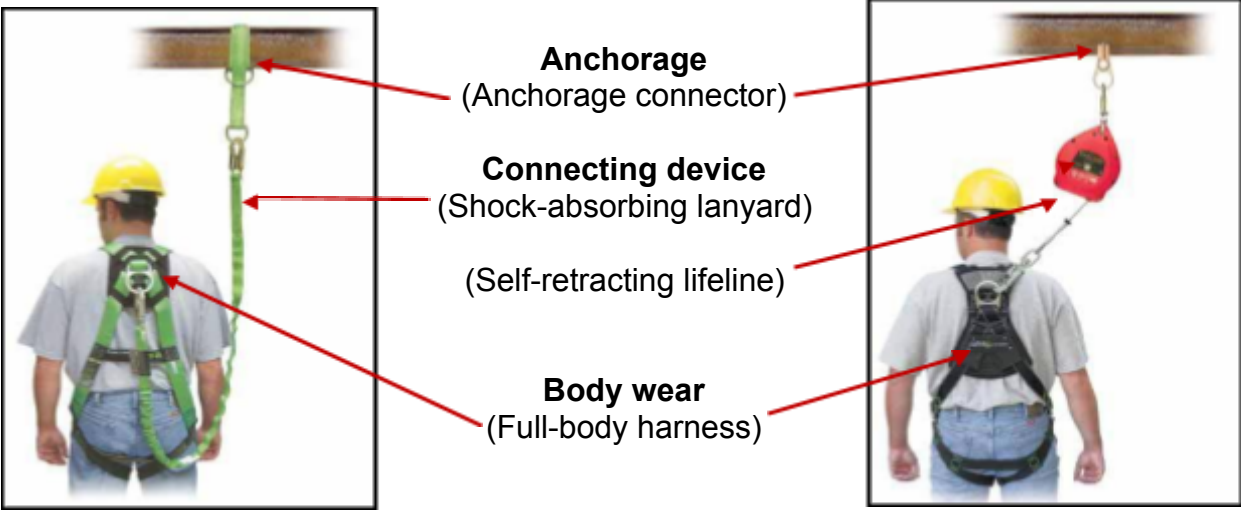 Anchorage
(Anchorage connector)
Connecting device
(Shock-absorbing lanyard)
(Self-retracting lifeline)
Body wear
(Full-body harness)